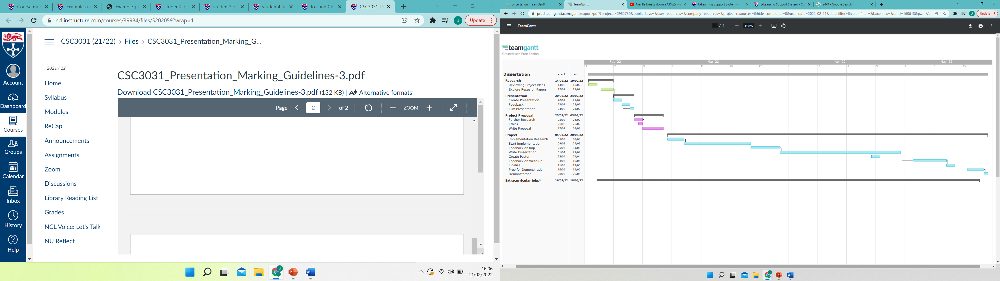 Course mo
Examples o
Example_pr
student2.pc
student3.pc
student4.pc
IoT and Clo
CSC3031_P
ncl.instructure.com/courses/39984/files/5202059?wrap=1
J
Update
CSC3031 (21/22) › Files › CSC3031_Presentation_Marking_G...
Account
Dashboard
Courses
Groups
Calendar
Inbox
History
Help
2021 / 22
Home
Syllabus
Modules
ReCap
Announcements
Assignments
Zoom
Discussions
Library Reading List
Grades
NCL Voice: Let's Talk
NU Reflect
CSC3031_Presentation_Marking_Guidelines-3.pdf
Download CSC3031_Presentation_Marking_Guidelines-3.pdf (132 KB) | Alternative formats
Page 2 of 2 ZOOM
16:06
21/02/2022
Dissertation | TeamGantt
TeamGantt
Neville breaks down a CRAZY we
E-Learning Support System -
E-Learning Support System - Co
24-9 - Google Search
prod.teamgantt.com/gantt/export/pdf/?projects=2982780&public_keys=&user_resources=&company_resources=&project_resources=&hide_completed=0&user_date=2022-02-21&date_filter=&color_filter=&baselines=&rand=160613&p...
J
Update
TeamGantt
1 / 1
125%
teamgantt
Created with Free Edition
Feb '22 Mar '22 Apr '22 May '22
13 20 27 6 13 20 27 3 10 17 24 1 8 15
Dissertation start end
Research 14/02/22 19/02/22
Reviewing Project Ideas 14/02 15/02
Explore Research Papers 17/02 19/02
Presentation 20/02/22 24/02/22
Create Presentation 20/02 21/02
Feedback 22/02 23/02
Film Presentation 24/02 24/02
Project Proposal 25/02/22 03/03/22
Further Research 25/02 26/02
Ethics 26/02 26/02
Write Proposal 27/02 03/03
Project 05/03/22 20/05/22
Implementation Research 05/03 08/03
Start Implementation 09/03 24/03
Feedback on Imp 25/03 31/03
Write Dissertation 01/04 29/04
Create Poster 23/04 24/04
Feedback on Write-up 03/05 10/05
Finalise 11/05 12/05
Prep for Demonstration 16/05 19/05
Demonstartion 20/05 20/05
Extracurricular Jobs* 16/02/22 18/05/22